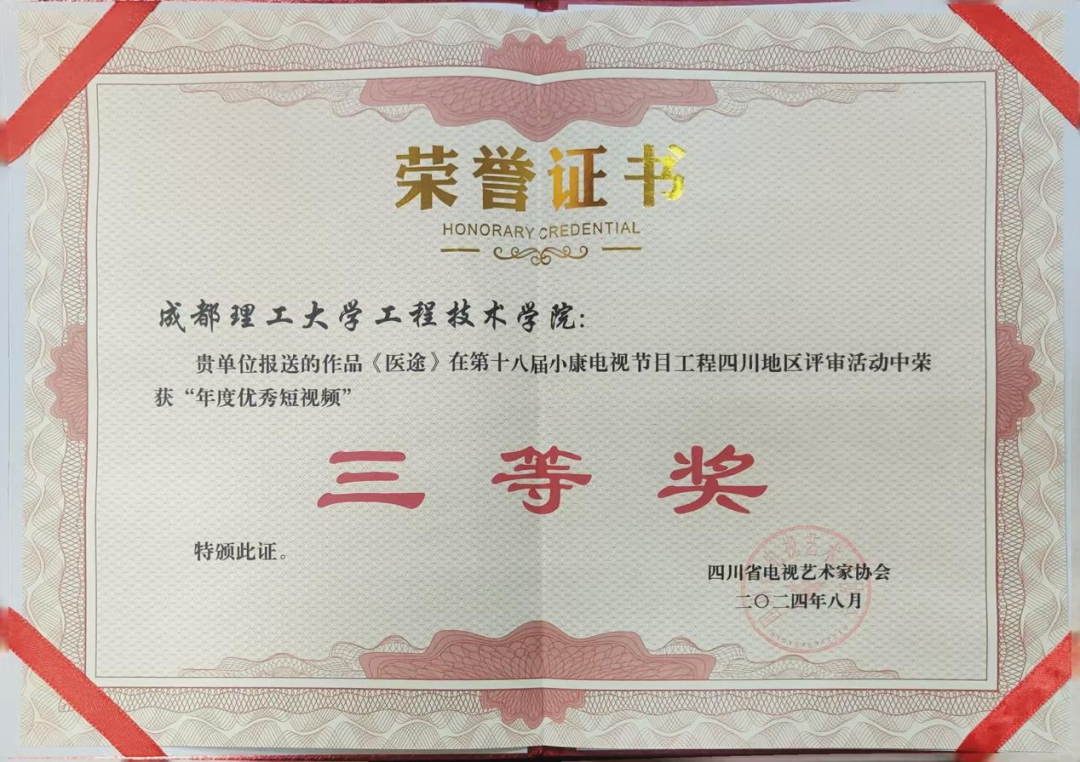 荣誉证书
HONORARY CREDENTIAL
成都理工大学工程技术学院：
贵单位报送的作品《医途》在第十八届小康电视节目工程四川地区评审活动中荣
获“年度优秀短视频”
三等奖
特颁此证。
四川省电视艺术家协会
二〇二四年八月